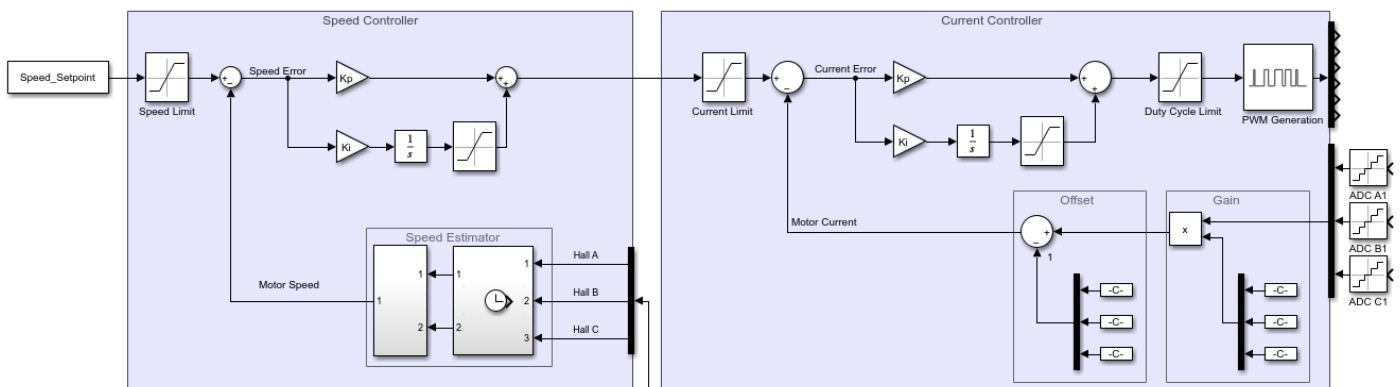 Speed Controller
Current Controller
Speed_Setpoint
Speed Limit
+
−
Speed Error
Kp
+
+
Ki
1
s
Current Limit
+
−
Current Error
Kp
+
+
Ki
1
s
Duty Cycle Limit
PWM Generation
ADC A1
ADC B1
ADC C1
Offset
Gain
Motor Current
+
−
1
x
-C-
-C-
-C-
-C-
-C-
-C-
Speed Estimator
Motor Speed
1
1
2
1
2
1
2
3
Hall A
Hall B
Hall C